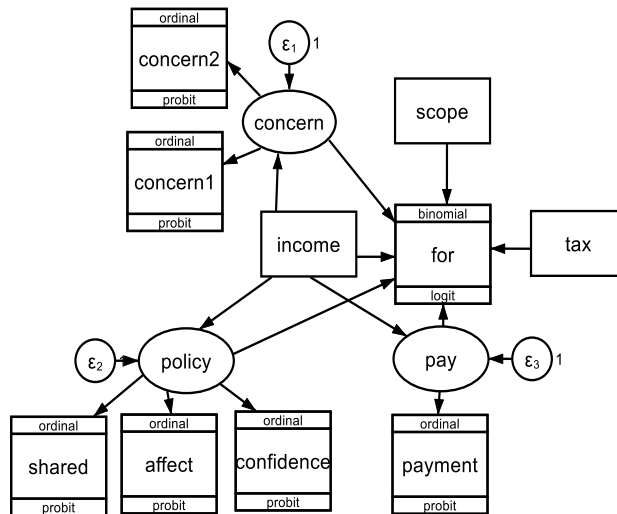 ordinal
concern2
probit
ε1
1
concern
scope
ordinal
concern1
probit
binomial
for
logit
income
tax
ε2
policy
pay
ε3
1
ordinal
shared
probit
ordinal
affect
probit
ordinal
confidence
probit
ordinal
payment
probit